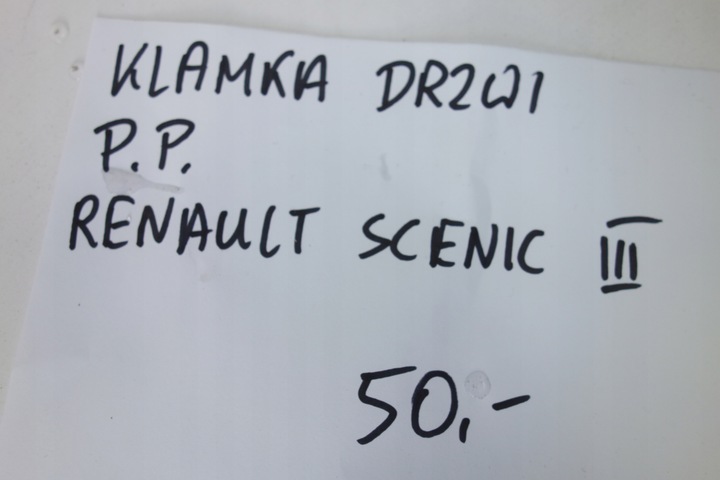 KLAMKA DRZWI
P.P.
RENAULT SCENIC III
50,-